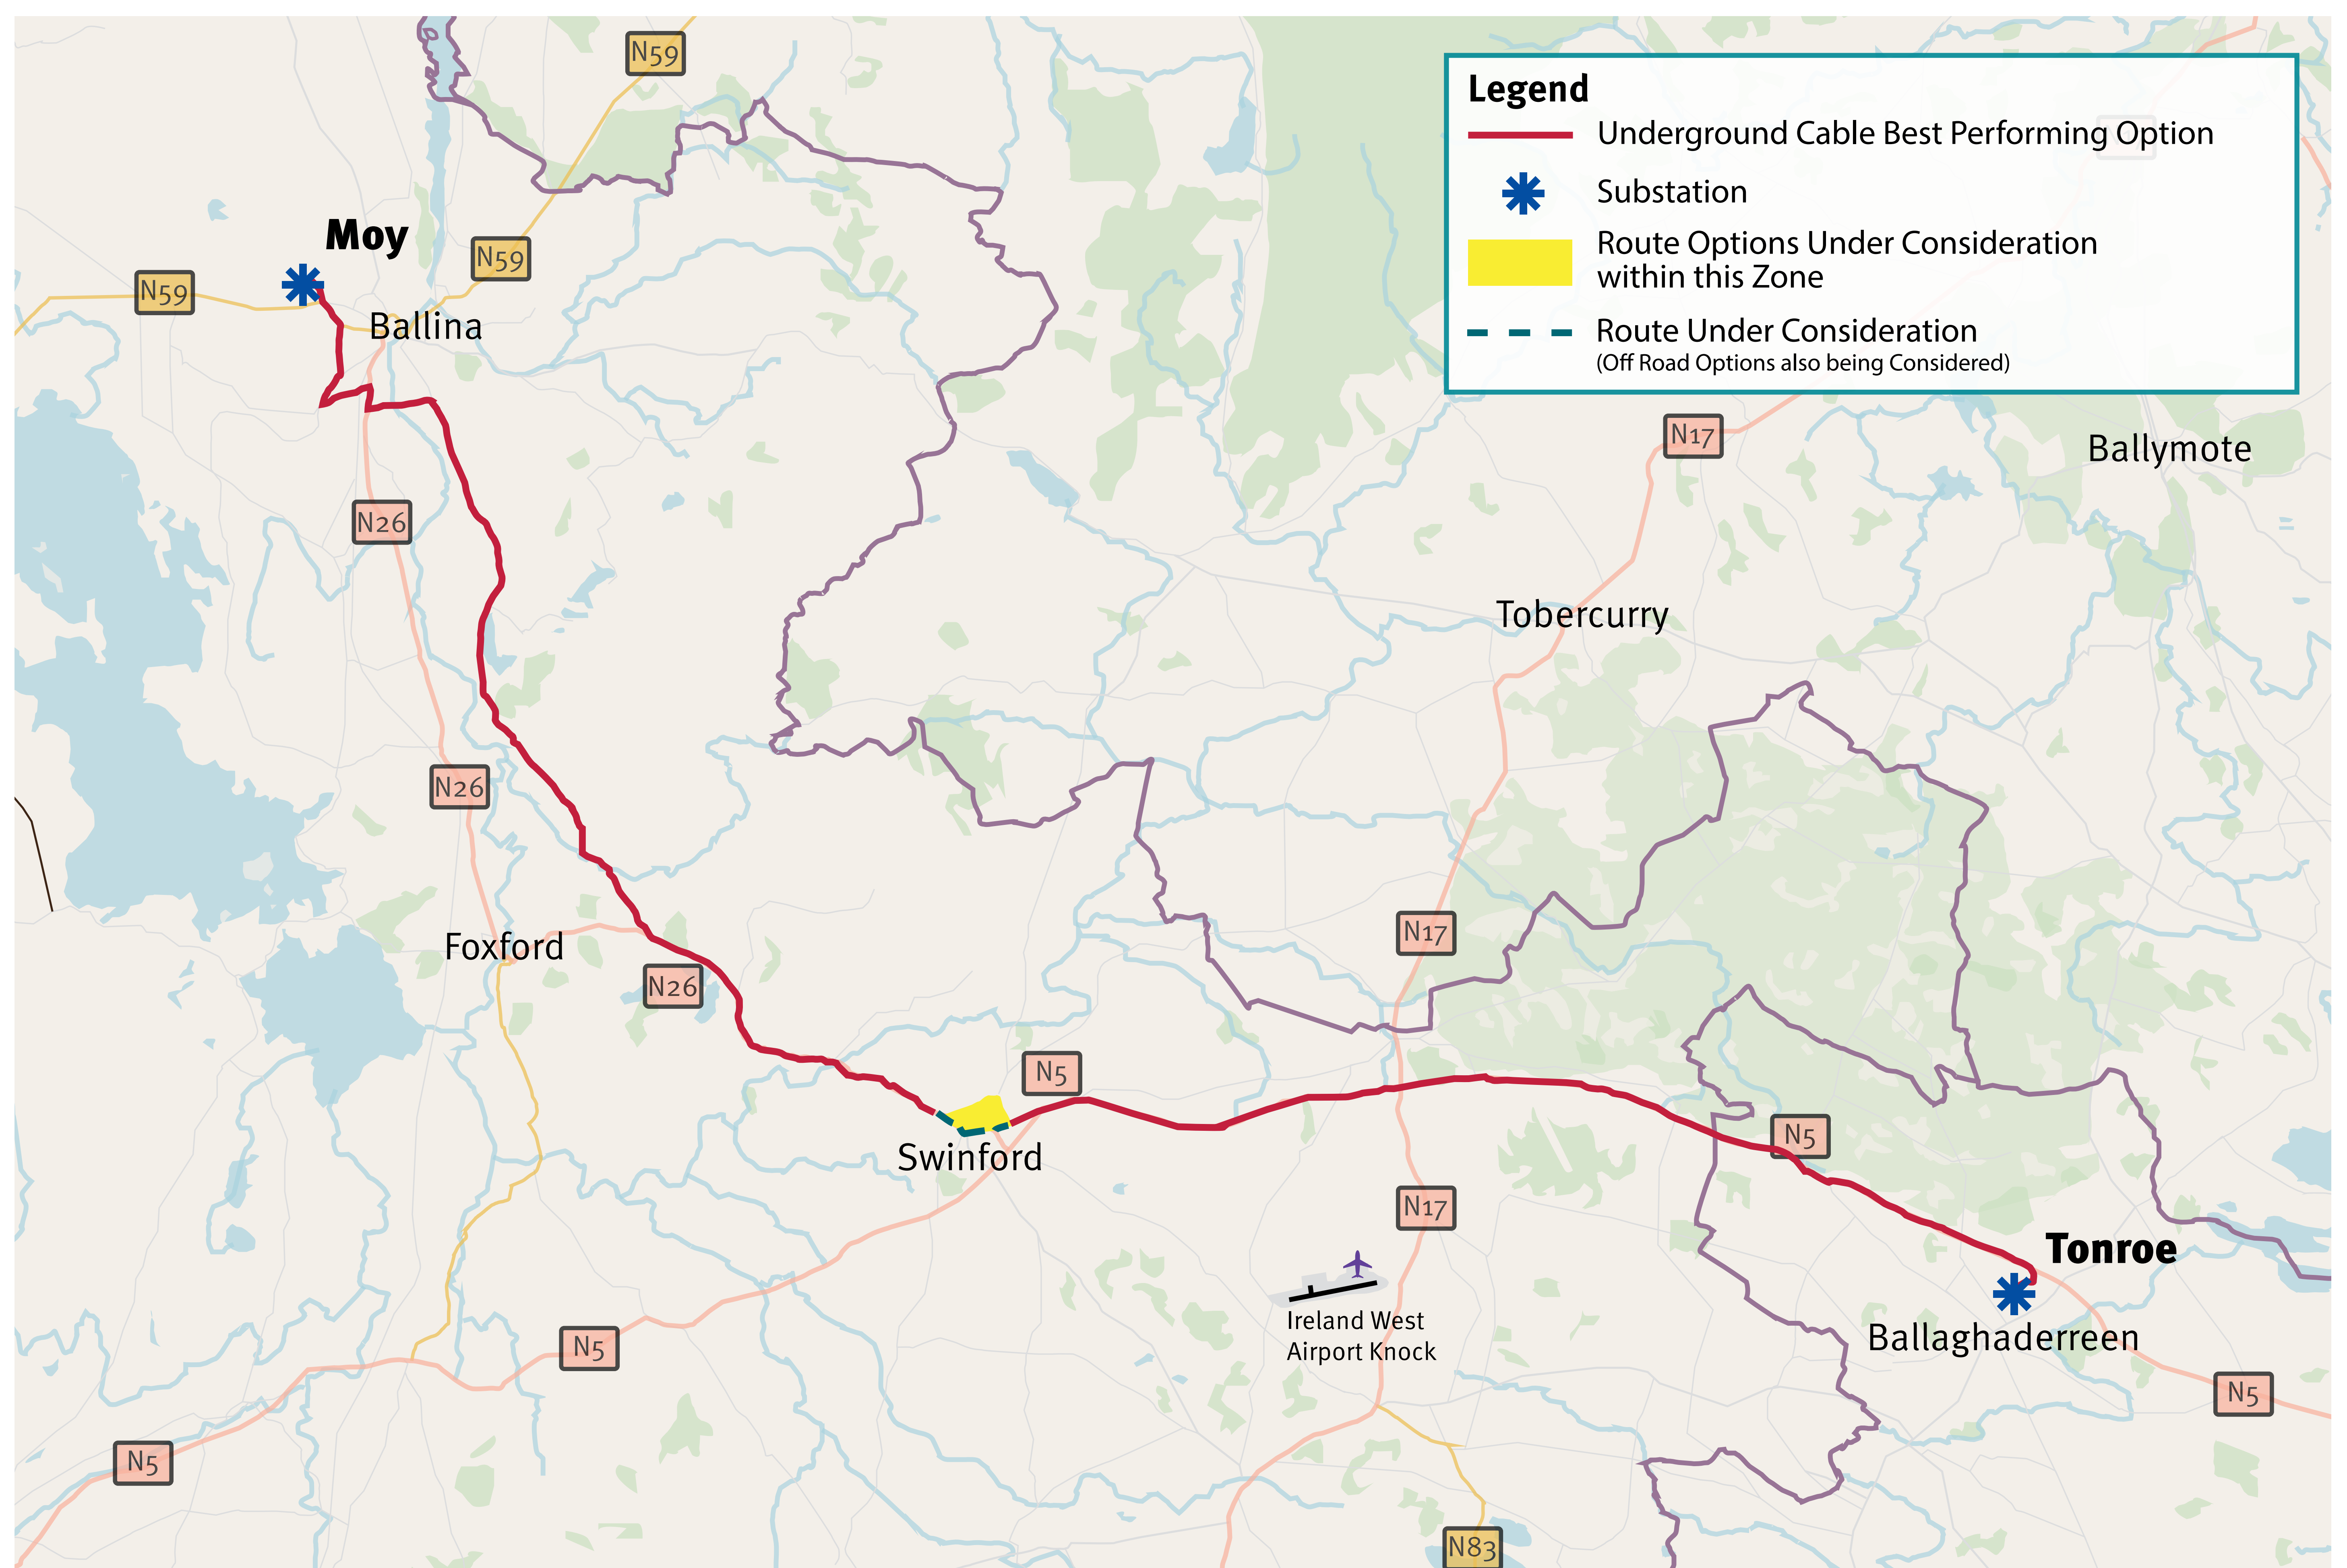 N59
Legend
Underground Cable Best Performing Option
Substation
Route Options Under Consideration
within this Zone
Route Under Consideration
(Off Road Options also being Considered)
Moy
N59
N59
Ballina
N17
Ballymote
N26
Tobercurry
N26
N17
Foxford
N26
N5
N5
Swinford
N17
Tonroe
Ireland West
Airport Knock
Ballaghaderreen
N5
N5
N5
N83